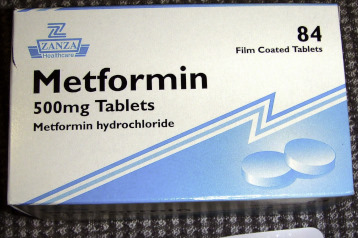 ZANZA
Healthcare
84
Film Coated Tablets
Metformin
500mg Tablets
Metformin hydrochloride